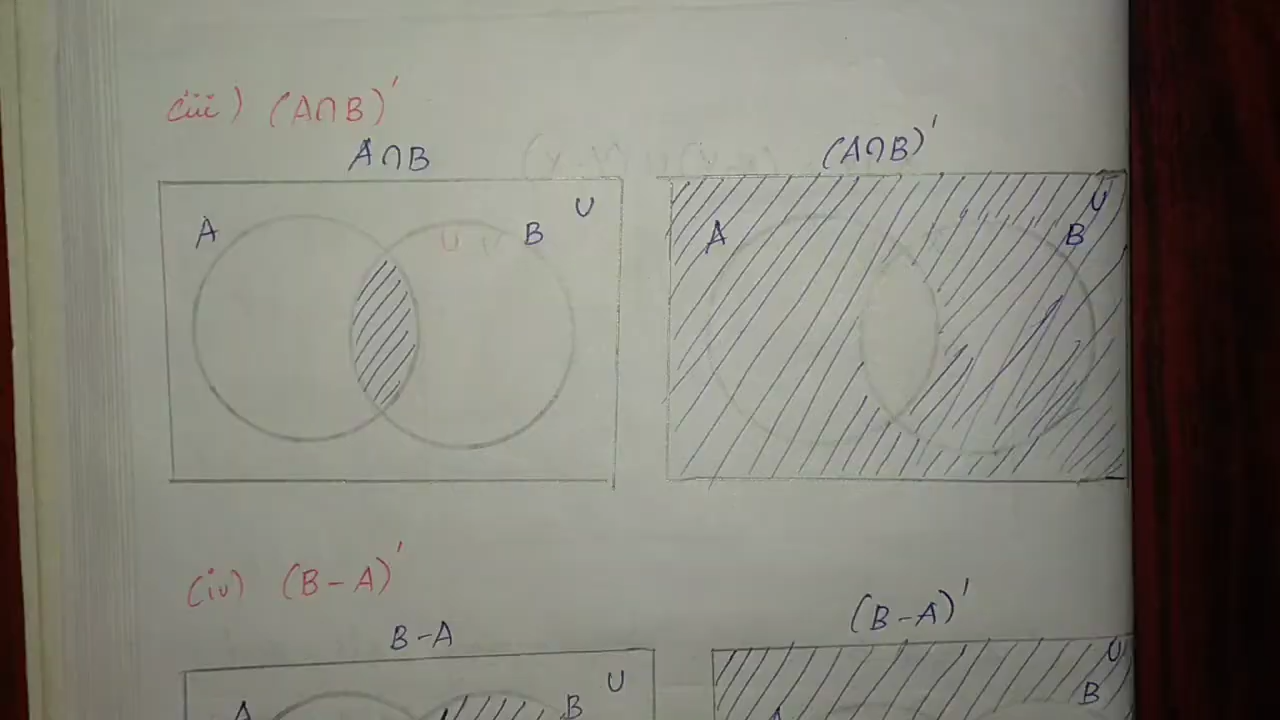 (iii) (A∩B)'
A∩B
(A∩B)'
U
A
B
U
A
B
(iv) (B-A)'
B-A
(B-A)'
U
A
B
U
A
B